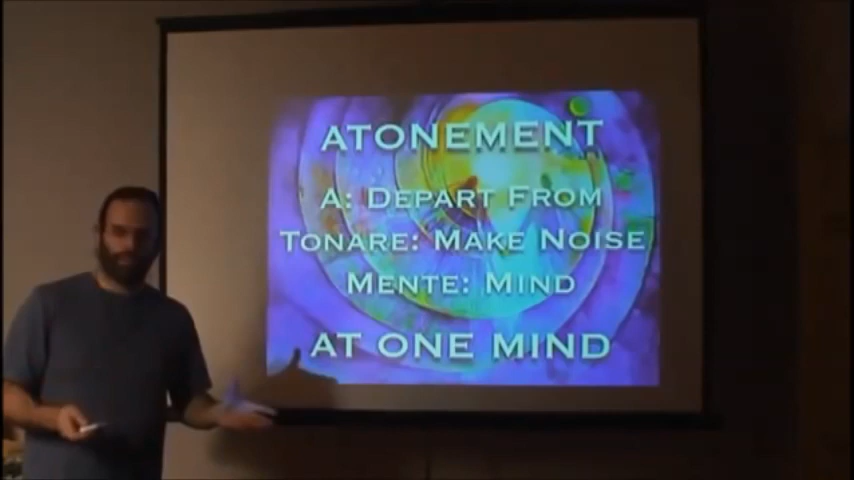 ATONEMENT
A: DEPART FROM
TONARE: MAKE NOISE
MENTE: MIND
AT ONE MIND